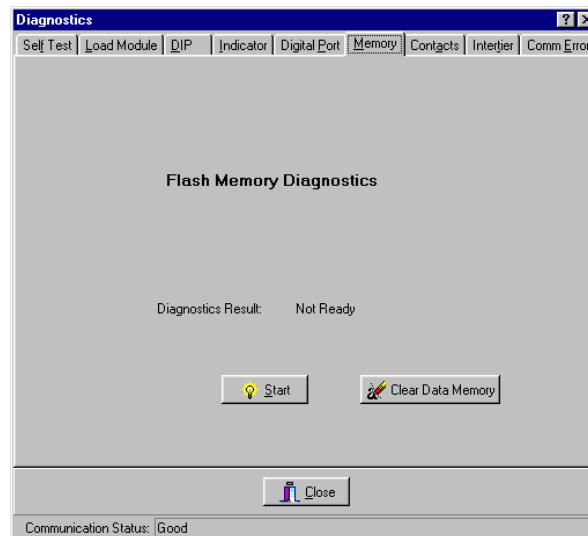 Diagnostics
Self Test Load Module DIP Indicator Digital Port Memory Contacts Intertier Comm Error
Flash Memory Diagnostics
Diagnostics Result: Not Ready
Start Clear Data Memory
Close
Communication Status: Good